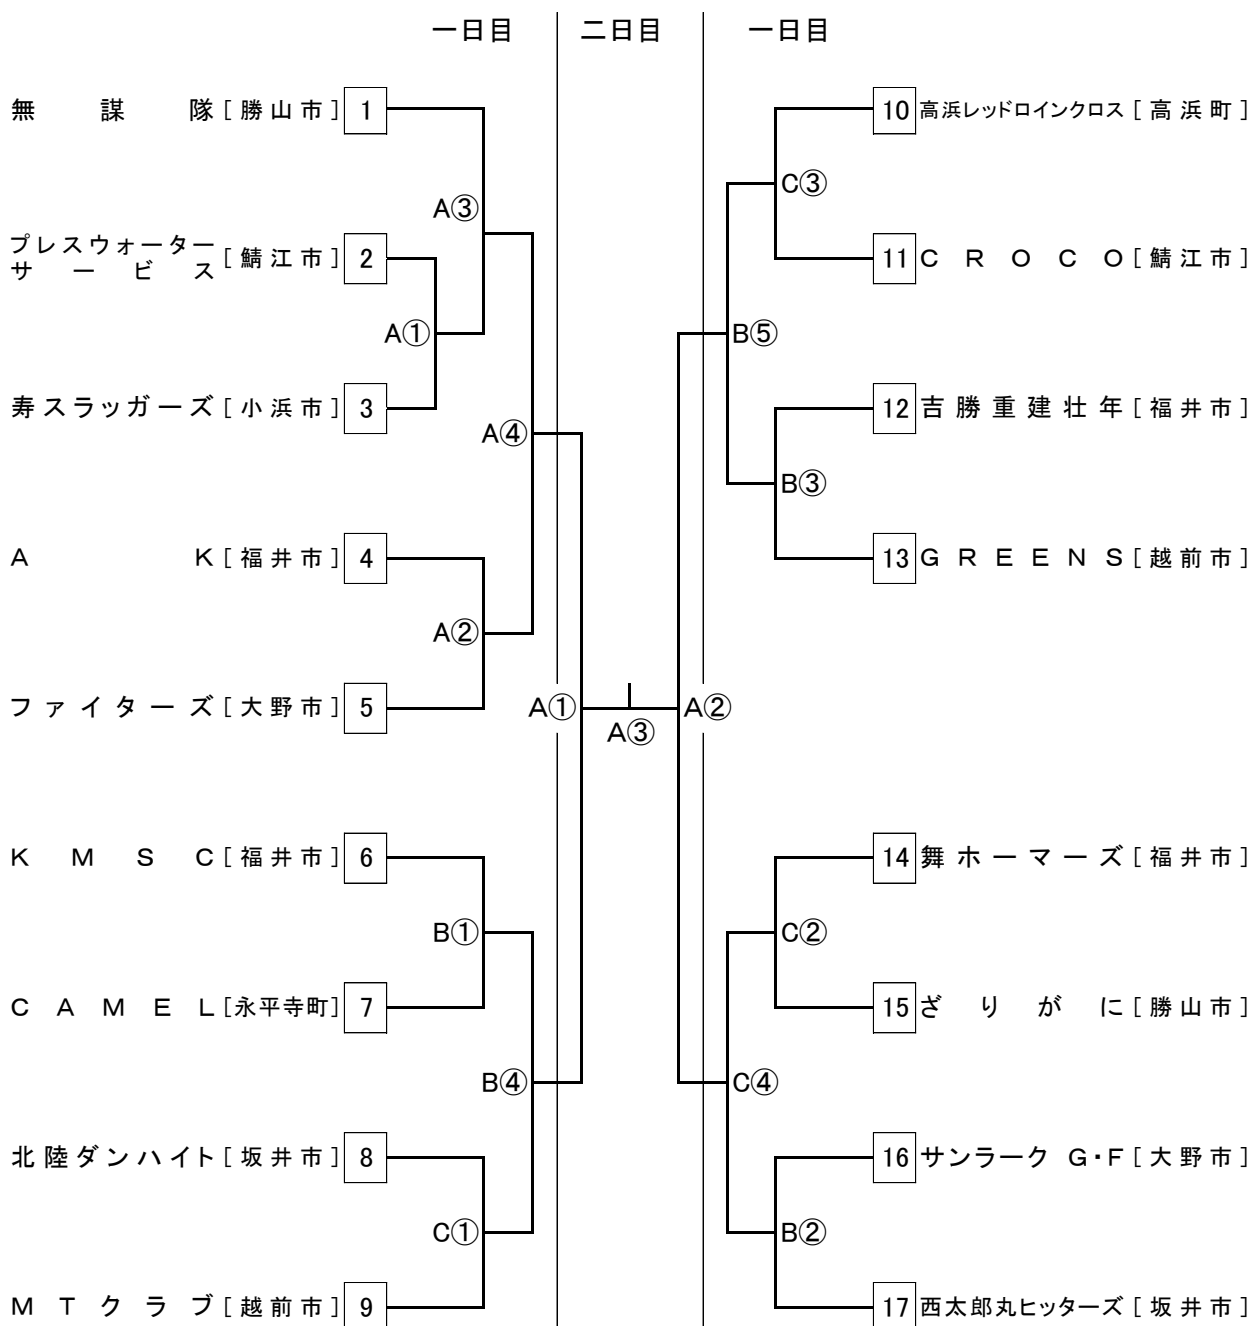 一日目 二日目 一日目
無謀隊[勝山市] 1
A③
プレスウォーター
サービス[鯖江市] 2
A①
寿スラッガーズ[小浜市] 3
A④
AK[福井市] 4
A②
ファイターズ[大野市] 5
A① A③ A②
KMSC[福井市] 6
B①
CAMEL[永平寺町] 7
B④
北陸ダンハイト[坂井市] 8
C①
MTクラブ[越前市] 9
10 高浜レッドロインクロス[高浜町]
C③
11 CROCO[鯖江市]
B⑤
12 吉勝重建壮年[福井市]
B③
13 GREENS[越前市]
14 舞ホーマーズ[福井市]
C②
15 ざりがに[勝山市]
C④
16 サンラーク G・F[大野市]
B②
17 西太郎丸ヒッターズ[坂井市]